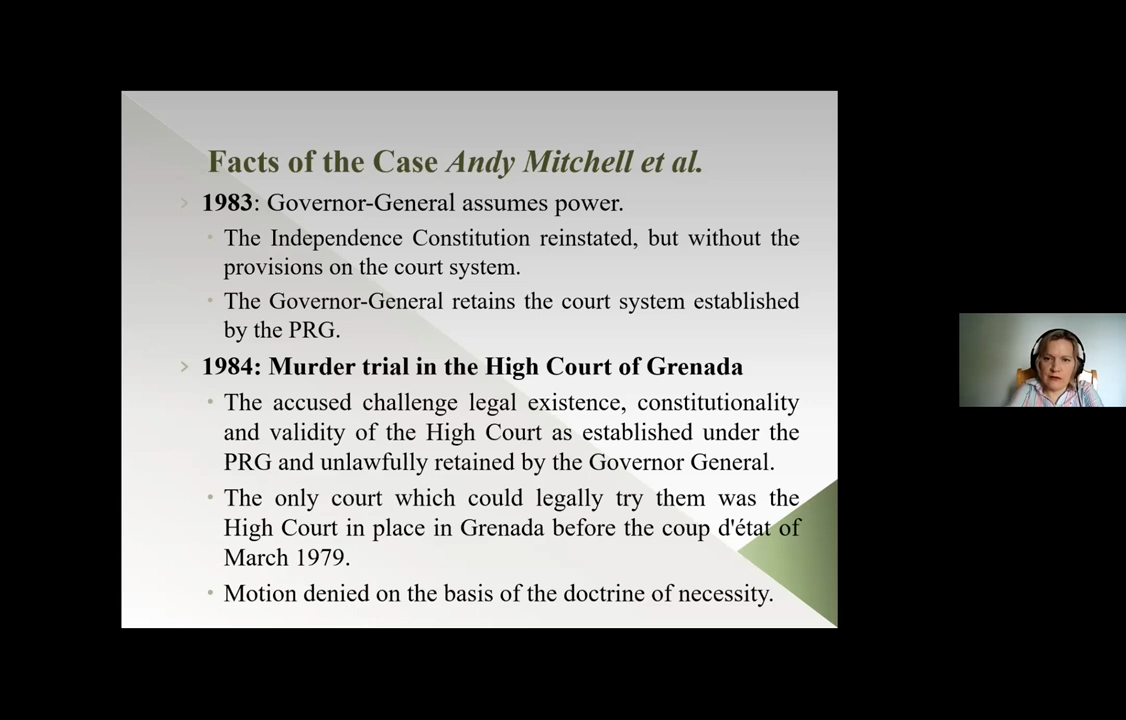 Facts of the Case Andy Mitchell et al.
1983: Governor-General assumes power.
The Independence Constitution reinstated, but without the
provisions on the court system.
The Governor-General retains the court system established
by the PRG.
1984: Murder trial in the High Court of Grenada
The accused challenge legal existence, constitutionality
and validity of the High Court as established under the
PRG and unlawfully retained by the Governor General.
The only court which could legally try them was the
High Court in place in Grenada before the coup d'état of
March 1979.
Motion denied on the basis of the doctrine of necessity.